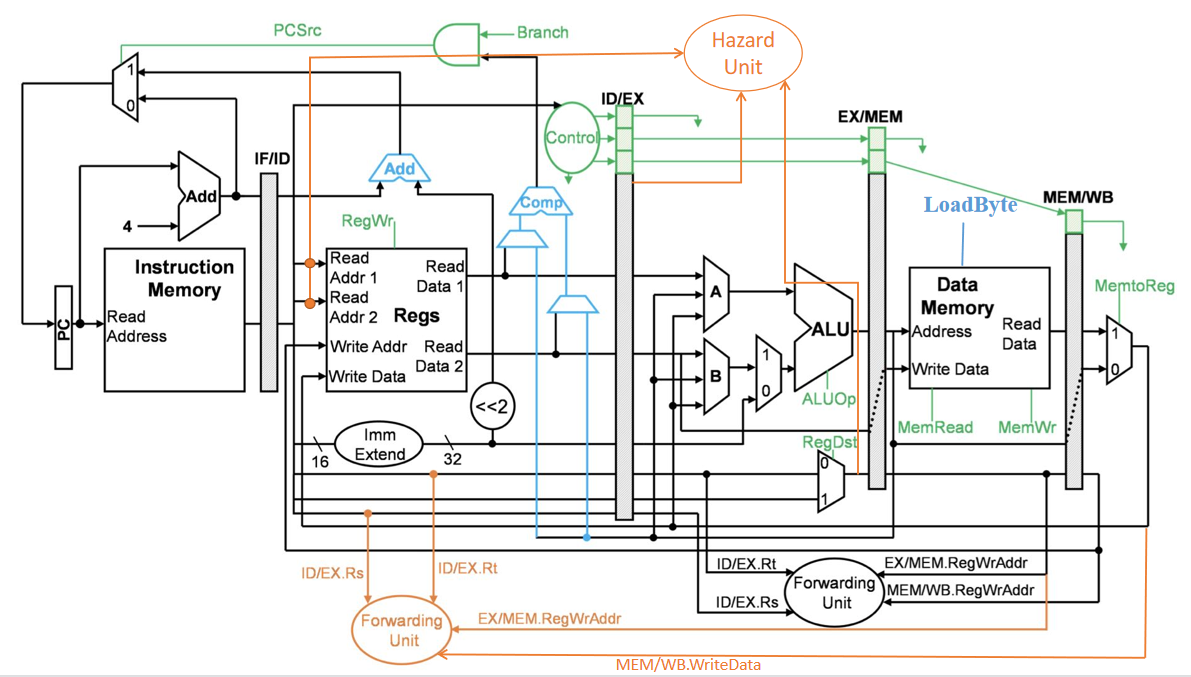 PCSrc
Branch
Hazard
Unit
1
0
ID/EX
Control
EX/MEM
IF/ID
Add
Add
Comp
MEM/WB
LoadByte
4
RegWr
Instruction
Memory
Read
Addr 1
Read
Data 1
Read
Addr 2
Regs
PC
Read
Address
Write Addr
Read
Data 2
Write Data
A
B
1
0
ALU
ALUOp
Data
Memory
Address
Read
Data
Write Data
MemtoReg
1
0
MemRead
MemWr
<<2
Imm
Extend
16
32
RegDst
0
1
ID/EX.Rs
ID/EX.Rt
Forwarding
Unit
EX/MEM.RegWrAddr
MEM/WB.WriteData
ID/EX.Rt
ID/EX.Rs
Forwarding
Unit
EX/MEM.RegWrAddr
MEM/WB.RegWrAddr